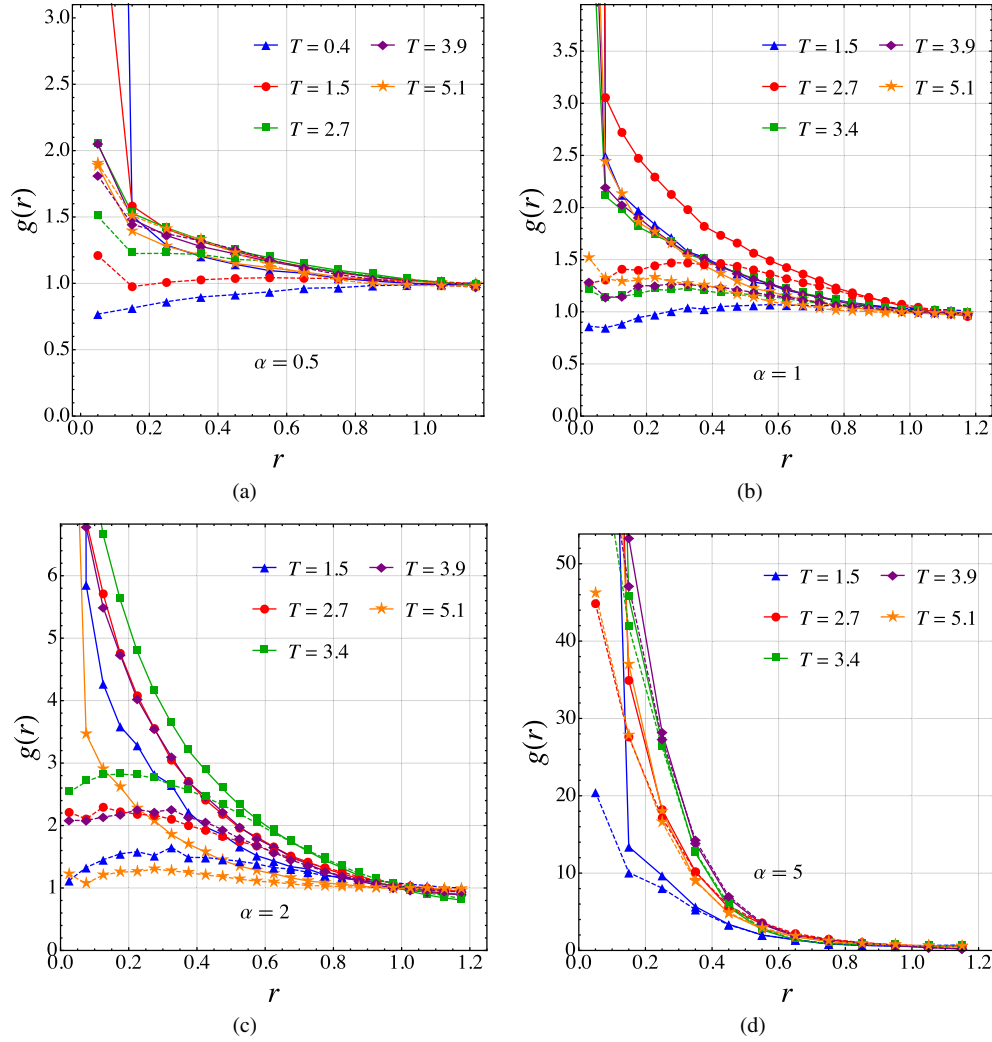 3.0
2.5
2.0
1.5
1.0
0.5
0.0
g(r)
T = 0.4
T = 3.9
T = 1.5
T = 5.1
T = 2.7
α = 0.5
0.0 0.2 0.4 0.6 0.8 1.0
r
(a)
3.5
3.0
2.5
2.0
1.5
1.0
0.5
0.0
g(r)
T = 1.5
T = 3.9
T = 2.7
T = 5.1
T = 3.4
α = 1
0.0 0.2 0.4 0.6 0.8 1.0 1.2
r
(b)
6
5
4
3
2
1
0
g(r)
T = 1.5
T = 3.9
T = 2.7
T = 5.1
T = 3.4
α = 2
0.0 0.2 0.4 0.6 0.8 1.0 1.2
r
(c)
50
40
30
20
10
0
g(r)
T = 1.5
T = 3.9
T = 2.7
T = 5.1
T = 3.4
α = 5
0.0 0.2 0.4 0.6 0.8 1.0 1.2
r
(d)